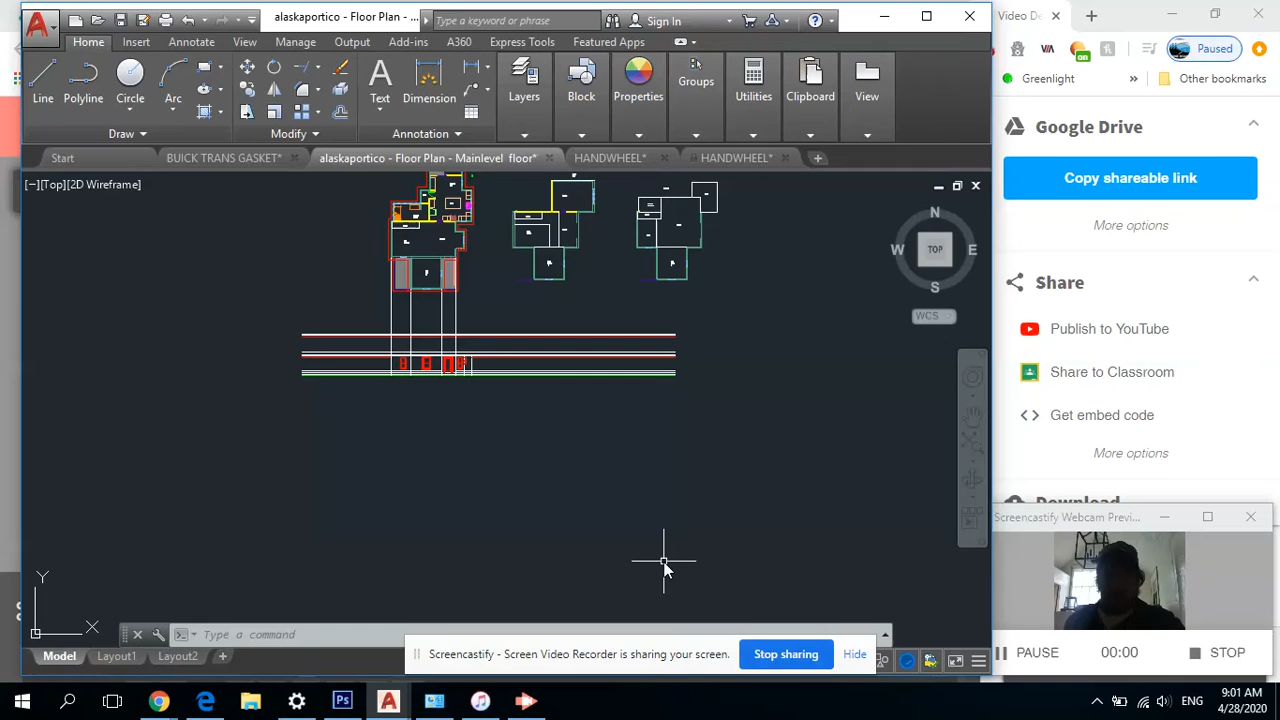 alaskaportico - Floor Plan - ...
Type a keyword or phrase
Sign In
Video De
Home Insert Annotate View Manage Output Add-ins A360 Express Tools Featured Apps
Paused
Greenlight
Other bookmarks
Line Polyline Circle Arc Text Dimension Layers Block Properties Groups Utilities Clipboard View
Draw Modify Annotation
Start BUICK TRANS GASKET* alaskaportico - Floor Plan - Mainlevel floor* HANDWHEEL* HANDWHEEL*
[−][Top][2D Wireframe]
N
W TOP E
S
WCS
Google Drive
Copy shareable link
More options
Share
Publish to YouTube
Share to Classroom
Get embed code
More options
Download
Screencastify Webcam Previ...
Y
X
Type a command
Screencastify - Screen Video Recorder is sharing your screen. Stop sharing Hide
Model Layout1 Layout2
PAUSE 00:00 STOP
ENG
9:01 AM
4/28/2020